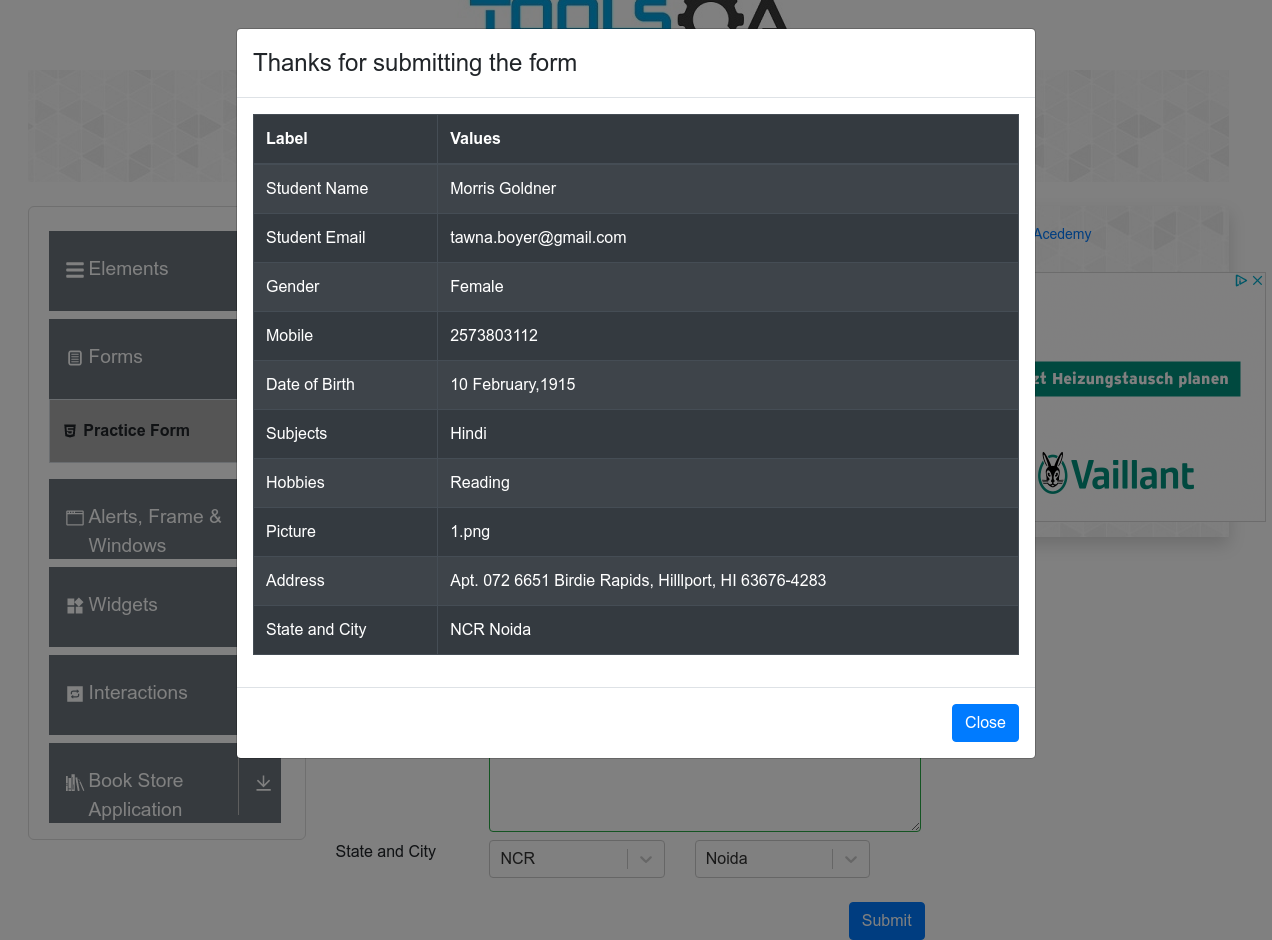 TOOLSQA
Thanks for submitting the form
Label Values
Student Name Morris Goldner
Student Email tawna.boyer@gmail.com
Gender Female
Mobile 2573803112
Date of Birth 10 February,1915
Subjects Hindi
Hobbies Reading
Picture 1.png
Address Apt. 072 6651 Birdie Rapids, Hilllport, HI 63676-4283
State and City NCR Noida
Close
Elements
Forms
Practice Form
Alerts, Frame &
Windows
Widgets
Interactions
Book Store
Application
Acedemy
zt Heizungstausch planen
Vaillant
State and City NCR Noida
Submit